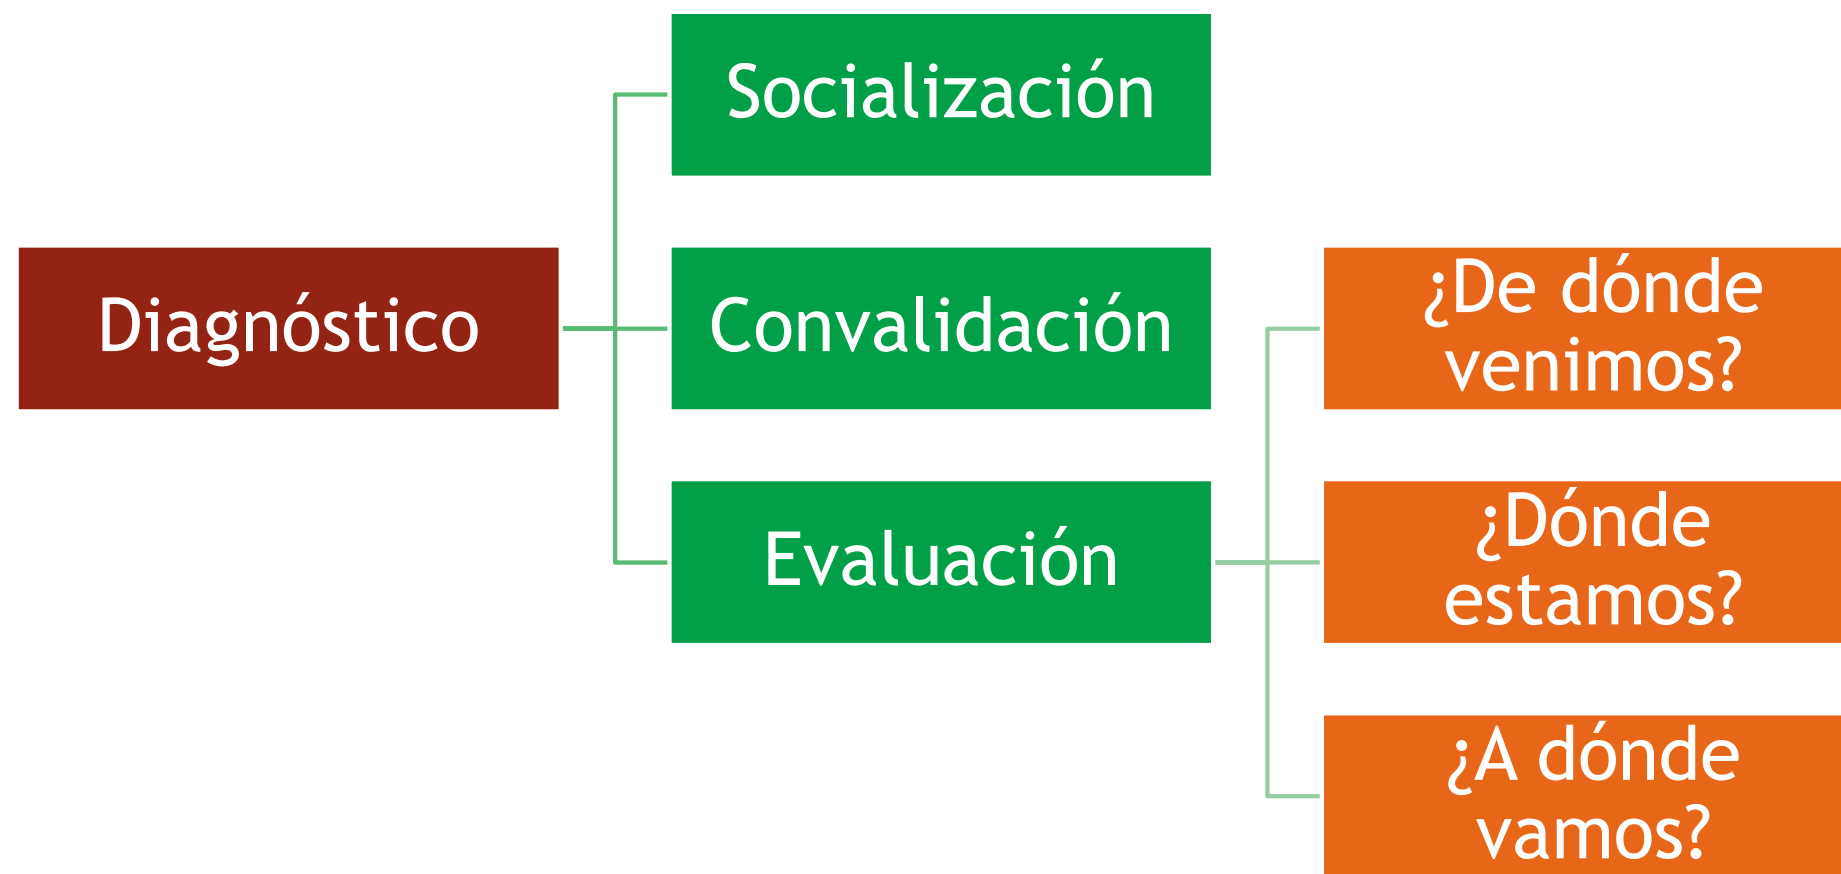 Socialización
Diagnóstico
Convalidación
Evaluación
¿De dónde
venimos?
¿Dónde
estamos?
¿A dónde
vamos?